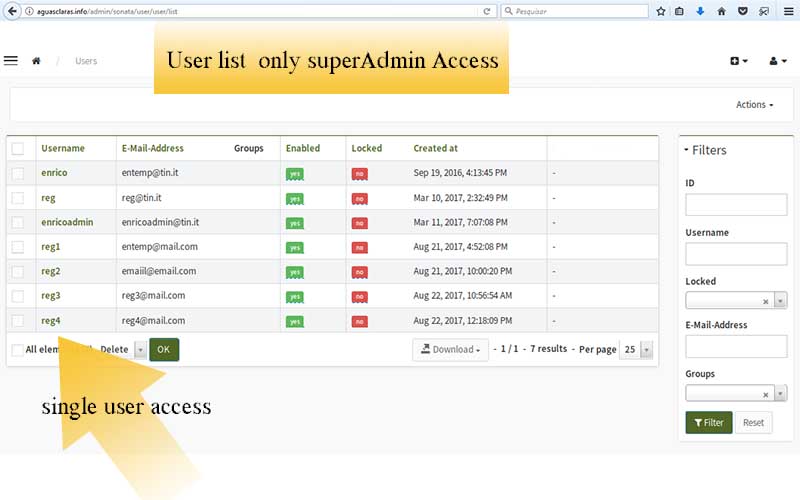 aguasclaras.info/admin/sonata/user/user/list
Pesquisar
/ Users
User list only superAdmin Access
Actions
Username E-Mail-Address Groups Enabled Locked Created at
enrico entemp@tin.it yes no Sep 19, 2016, 4:13:45 PM -
reg reg@tin.it yes no Mar 10, 2017, 2:32:49 PM -
enricoadmin enricoadmin@tin.it yes no Mar 11, 2017, 7:07:08 PM -
reg1 entemp@mail.com yes no Aug 21, 2017, 4:52:08 PM -
reg2 emaiil@email.com yes no Aug 21, 2017, 10:00:20 PM -
reg3 reg3@mail.com yes no Aug 22, 2017, 10:56:54 AM -
reg4 reg4@mail.com yes no Aug 22, 2017, 12:18:09 PM -
All Delete OK Download - 1 / 1 - 7 results - Per page 25
single user access
Filters
ID
Username
Locked
E-Mail-Address
Groups
Filter Reset